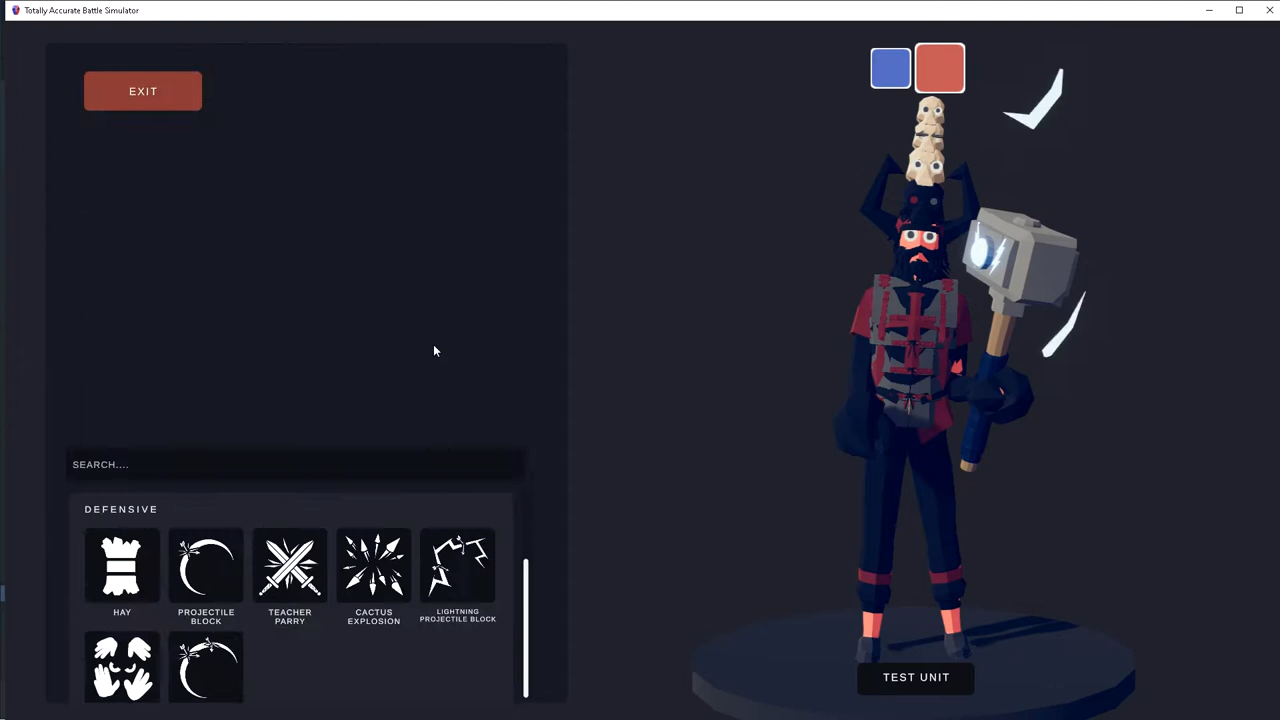 Totally Accurate Battle Simulator
EXIT
SEARCH....
DEFENSIVE
HAY
PROJECTILE
BLOCK
TEACHER
PARRY
CACTUS
EXPLOSION
LIGHTNING
PROJECTILE BLOCK
TEST UNIT